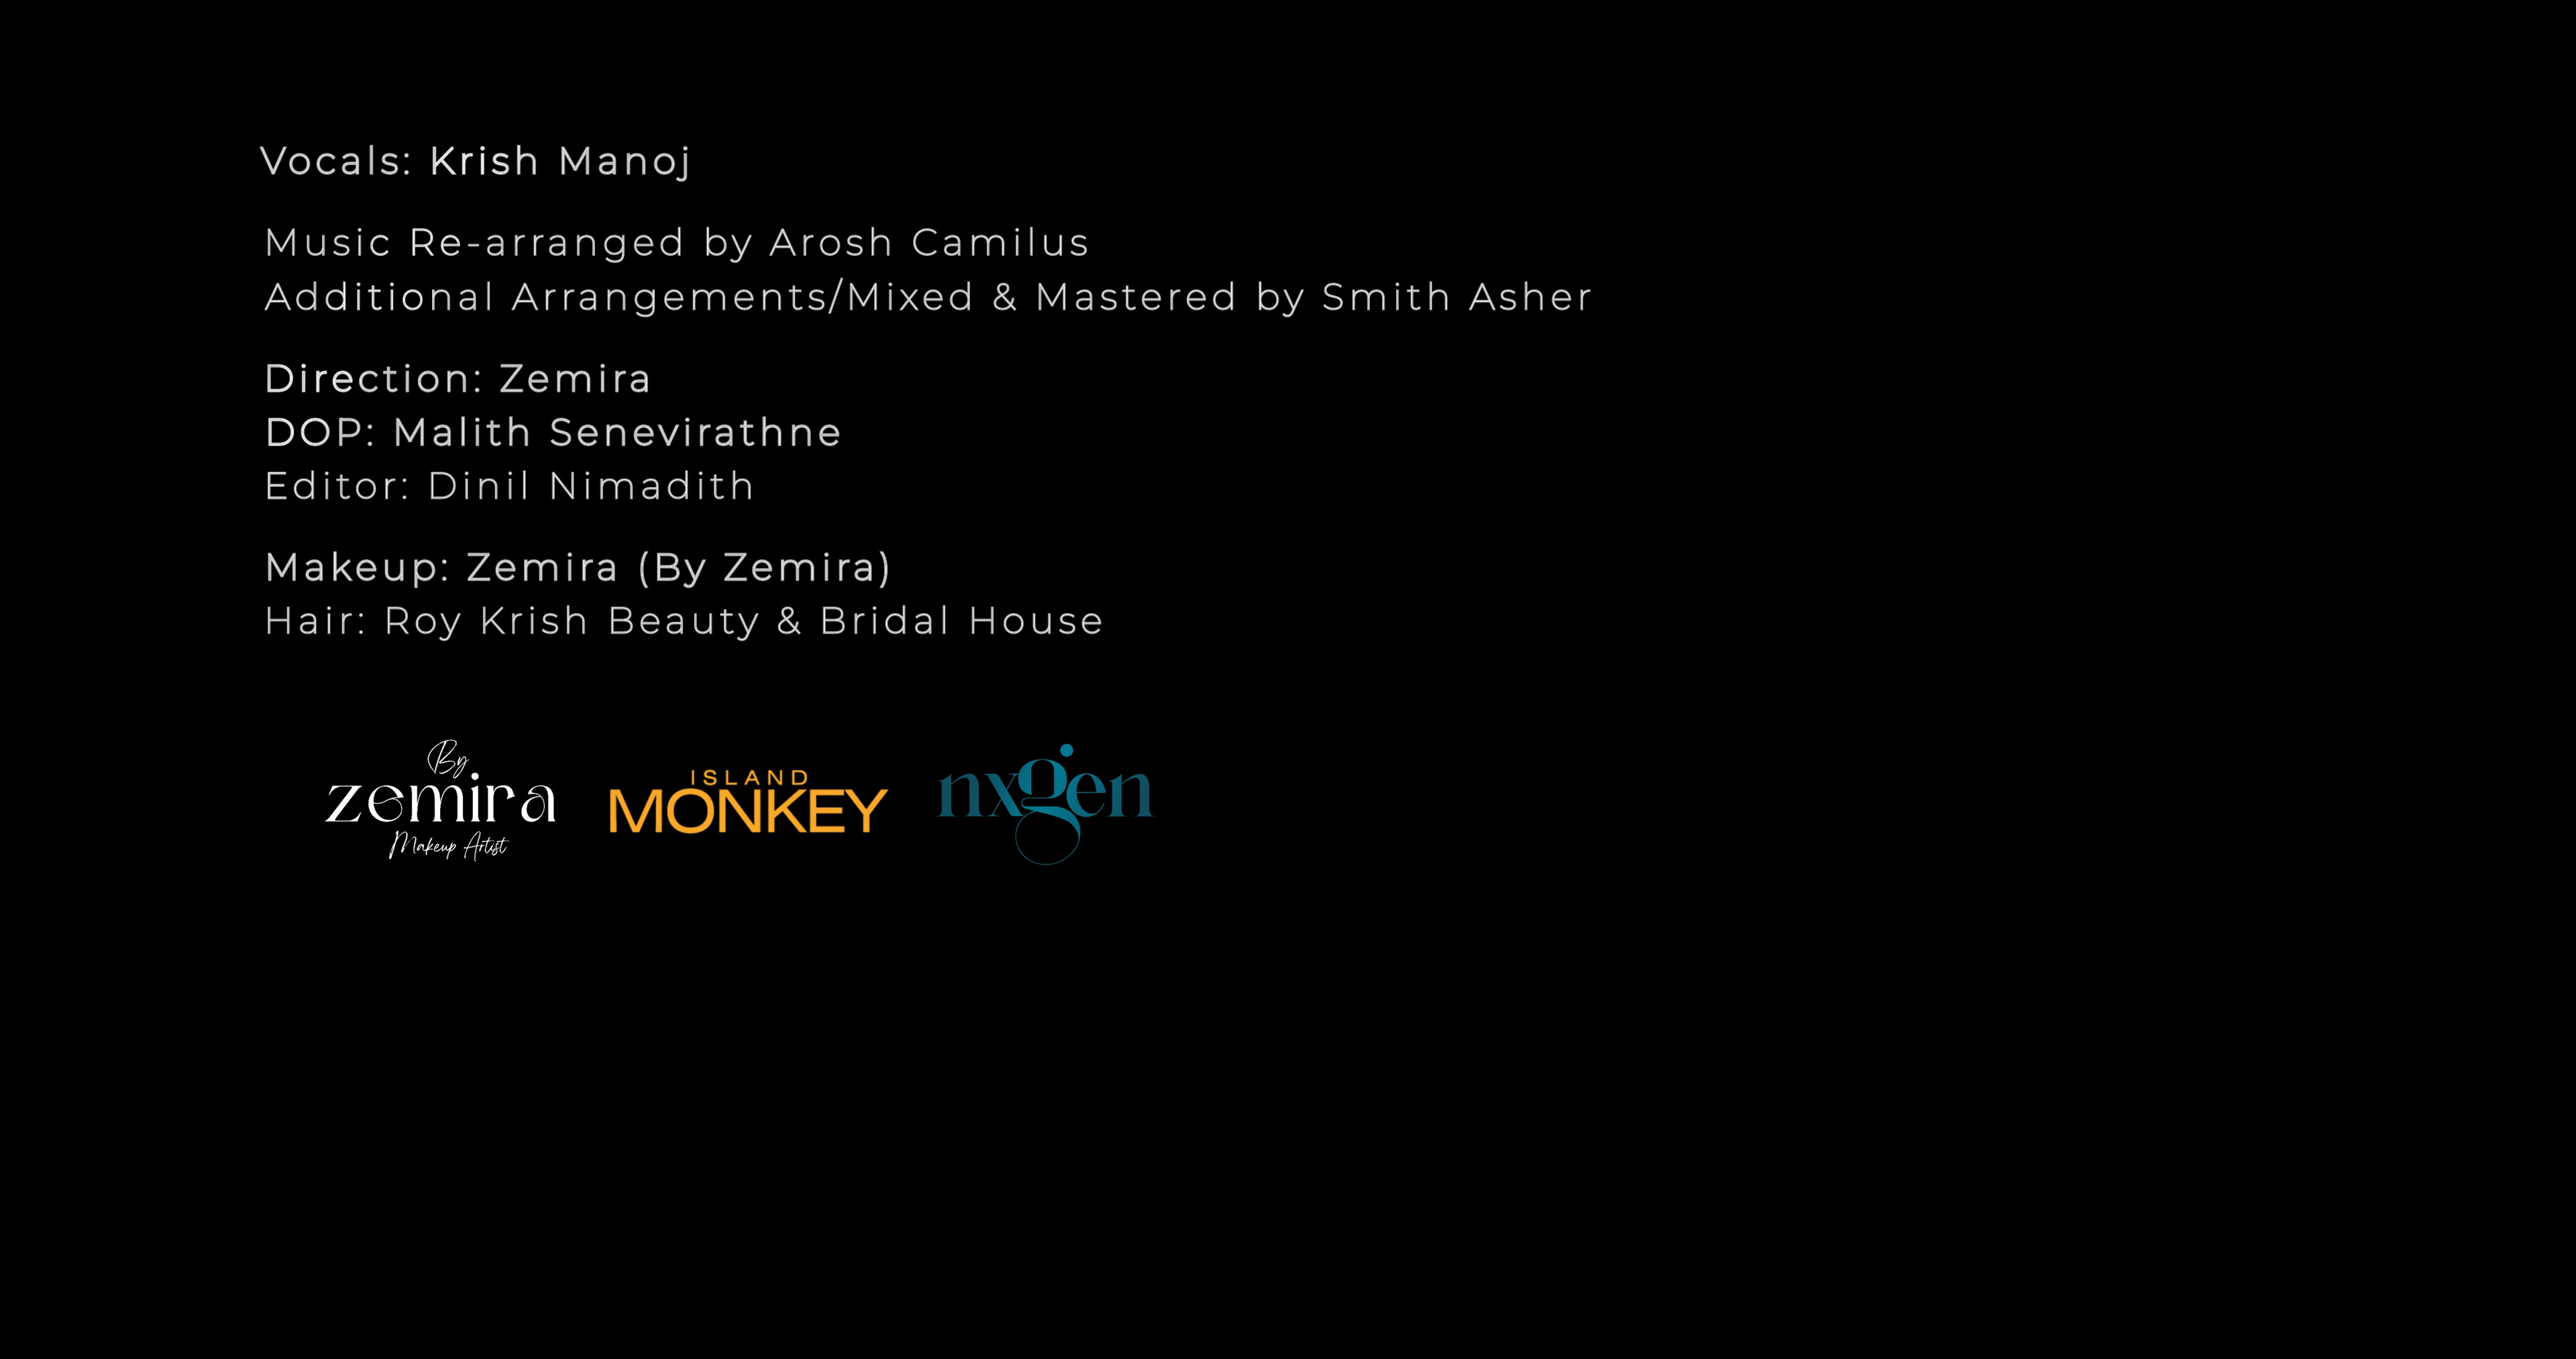 Vocals: Krish Manoj
Music Re-arranged by Arosh Camilus
Additional Arrangements/Mixed & Mastered by Smith Asher
Direction: Zemira
DOP: Malith Senevirathne
Editor: Dinil Nimadith
Makeup: Zemira (By Zemira)
Hair: Roy Krish Beauty & Bridal House
By
zemira
Makeup Artist
ISLAND
MONKEY
nxgen